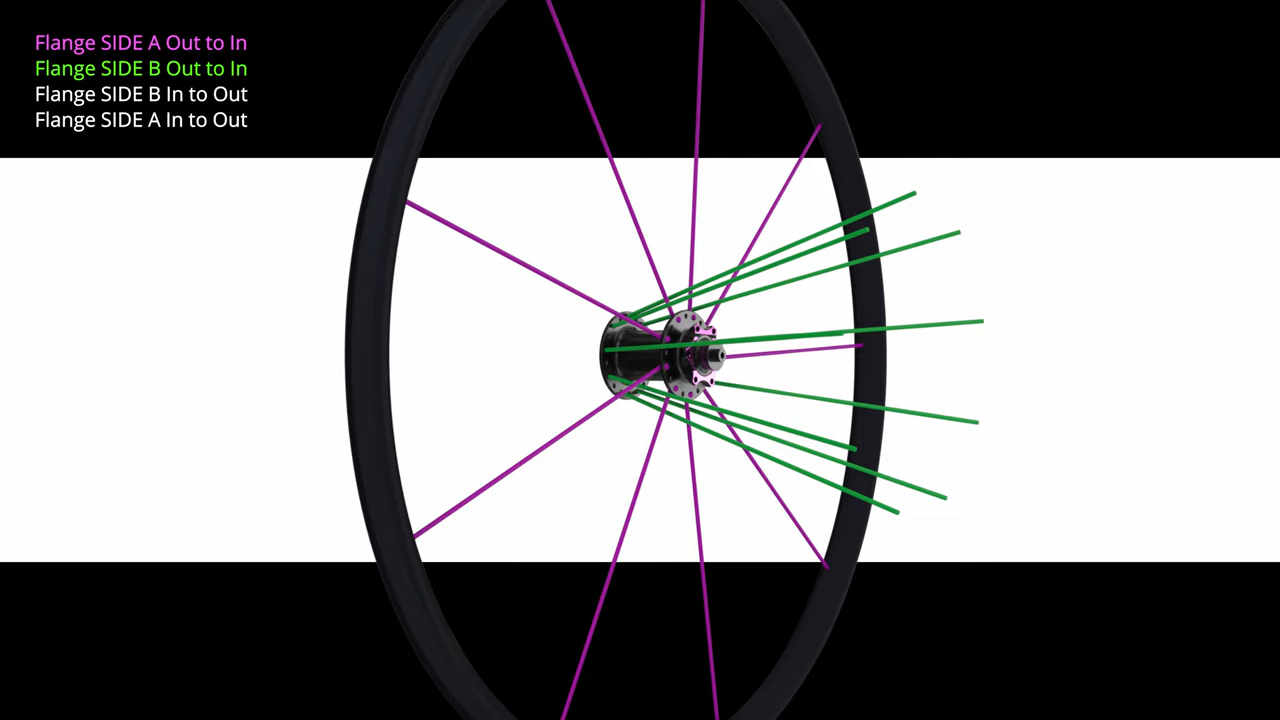 Flange SIDE A Out to In
Flange SIDE B Out to In
Flange SIDE B In to Out
Flange SIDE A In to Out